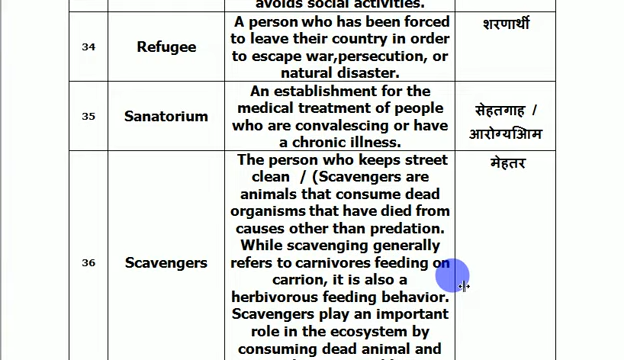 avoids social activities.
34 Refugee A person who has been forced शरणार्थी
to leave their country in order
to escape war,persecution, or
natural disaster.
35 Sanatorium An establishment for the
medical treatment of people सेहतगाह /
who are convalescing or have आरोग्यआिम
a chronic illness.
36 Scavengers The person who keeps street मेहतर
clean / (Scavengers are
animals that consume dead
organisms that have died from
causes other than predation.
While scavenging generally
refers to carnivores feeding on
carrion, it is also a
herbivorous feeding behavior.
Scavengers play an important
role in the ecosystem by
consuming dead animal and